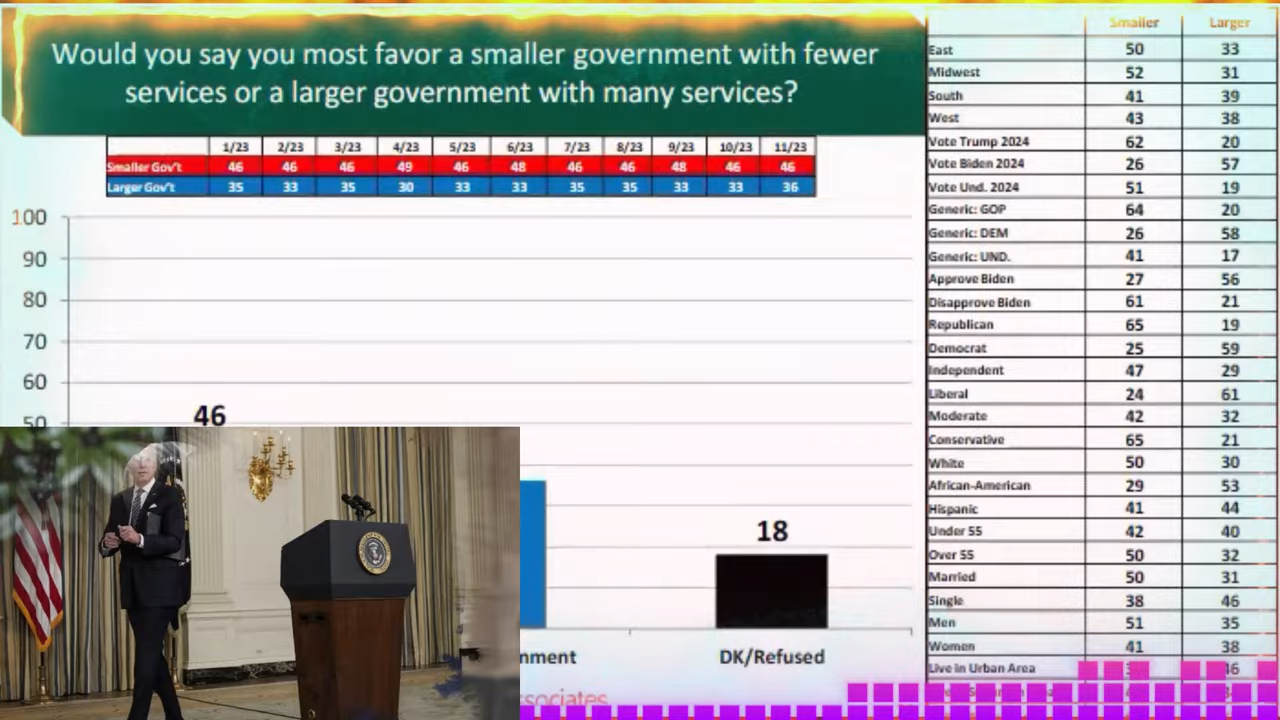 Would you say you most favor a smaller government with fewer
services or a larger government with many services?
1/23 2/23 3/23 4/23 5/23 6/23 7/23 8/23 9/23 10/23 11/23
Smaller Gov't 46 46 46 49 46 48 46 46 48 46 46
Larger Gov't 35 33 35 30 33 33 35 35 33 33 36
100
90
80
70
60
50
46
18
nment
DK/Refused
ssociates
Smaller Larger
East 50 33
Midwest 52 31
South 41 39
West 43 38
Vote Trump 2024 62 20
Vote Biden 2024 26 57
Vote Und. 2024 51 19
Generic: GOP 64 20
Generic: DEM 26 58
Generic: UND. 41 17
Approve Biden 27 56
Disapprove Biden 61 21
Republican 65 19
Democrat 25 59
Independent 47 29
Liberal 24 61
Moderate 42 32
Conservative 65 21
White 50 30
African-American 29 53
Hispanic 41 44
Under 55 42 40
Over 55 50 32
Married 50 31
Single 38 46
Men 51 35
Women 41 38
Live in Urban Area 46